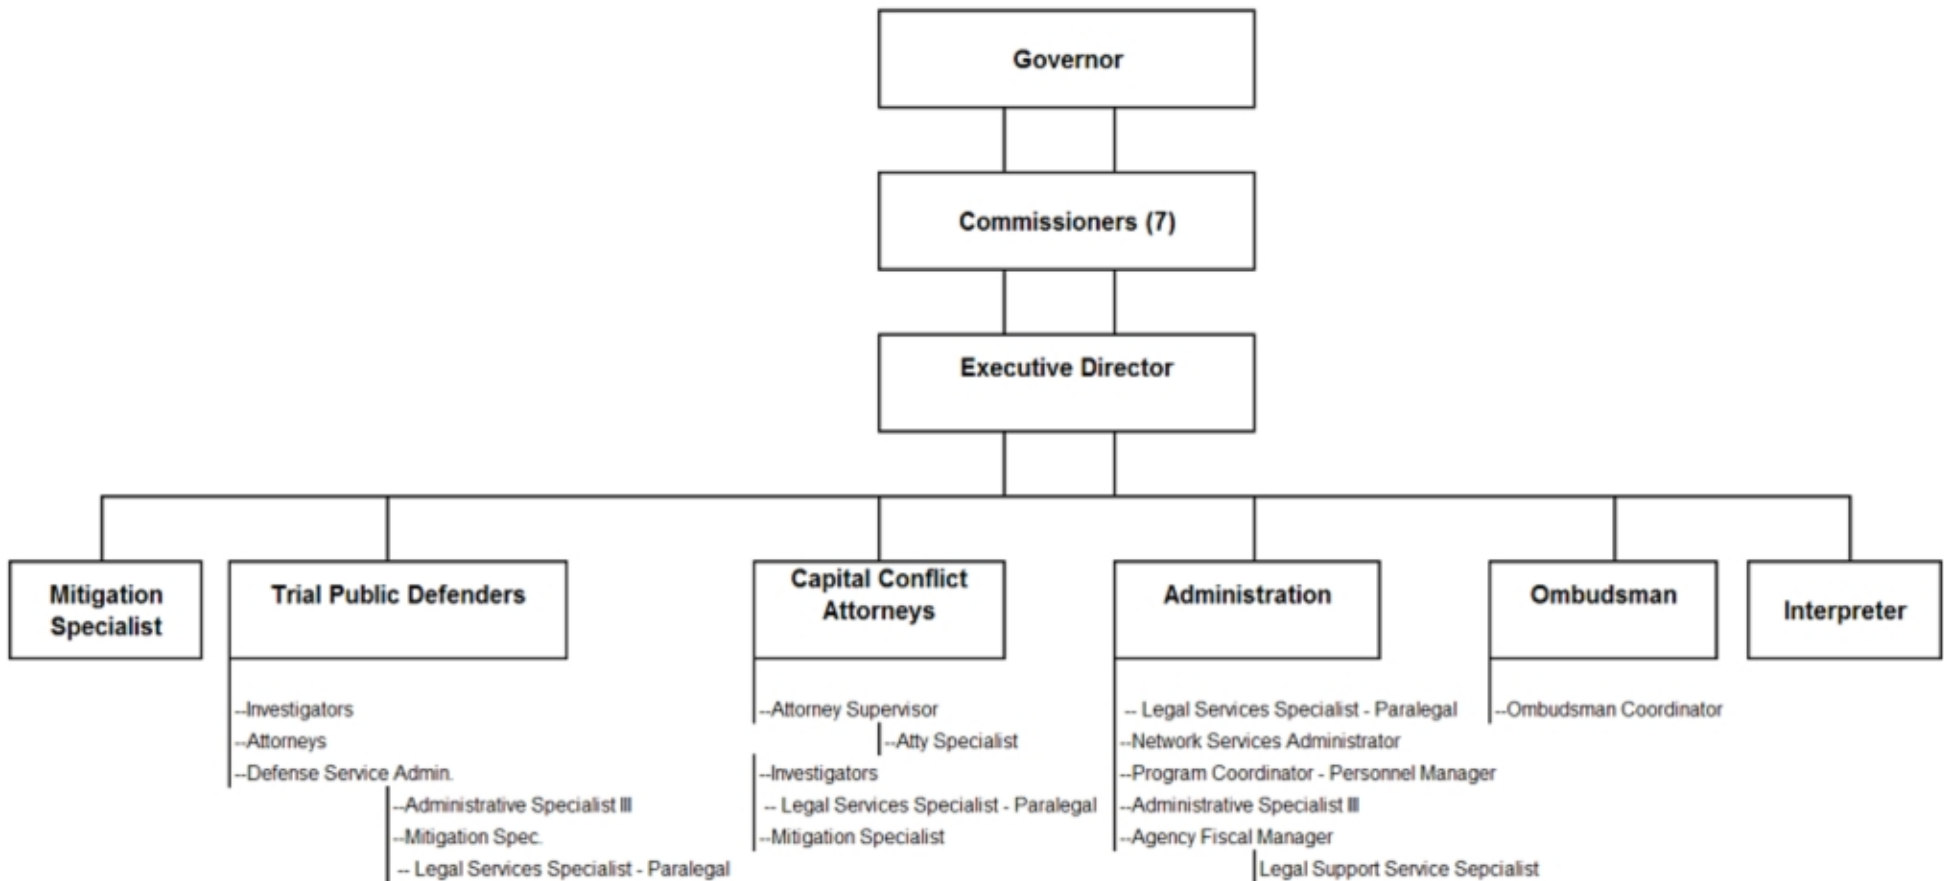 Governor
Commissioners (7)
Executive Director
Mitigation
Specialist
Trial Public Defenders
--Investigators
--Attorneys
--Defense Service Admin.
--Administrative Specialist III
--Mitigation Spec.
-- Legal Services Specialist - Paralegal
Capital Conflict
Attorneys
--Attorney Supervisor
--Atty Specialist
--Investigators
-- Legal Services Specialist - Paralegal
--Mitigation Specialist
Administration
-- Legal Services Specialist - Paralegal
--Network Services Administrator
--Program Coordinator - Personnel Manager
--Administrative Specialist III
--Agency Fiscal Manager
Legal Support Service Sepcialist
Ombudsman
--Ombudsman Coordinator
Interpreter